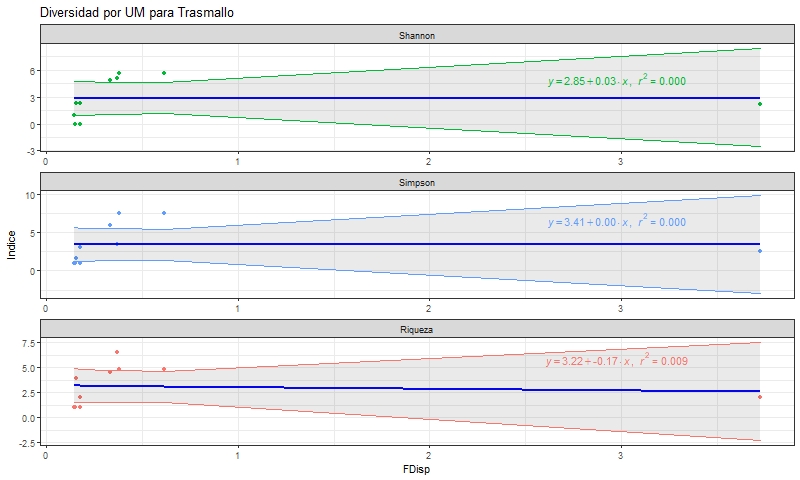 Diversidad por UM para Trasmallo
Shannon
6
3
0
-3
y = 2.85 + 0.03 · x, r² = 0.000
0 1 2 3
Simpson
10
5
0
y = 3.41 + 0.00 · x, r² = 0.000
0 1 2 3
Indice
Riqueza
7.5
5.0
2.5
0.0
-2.5
y = 3.22 + -0.17 · x, r² = 0.009
0 1 2 3
FDisp